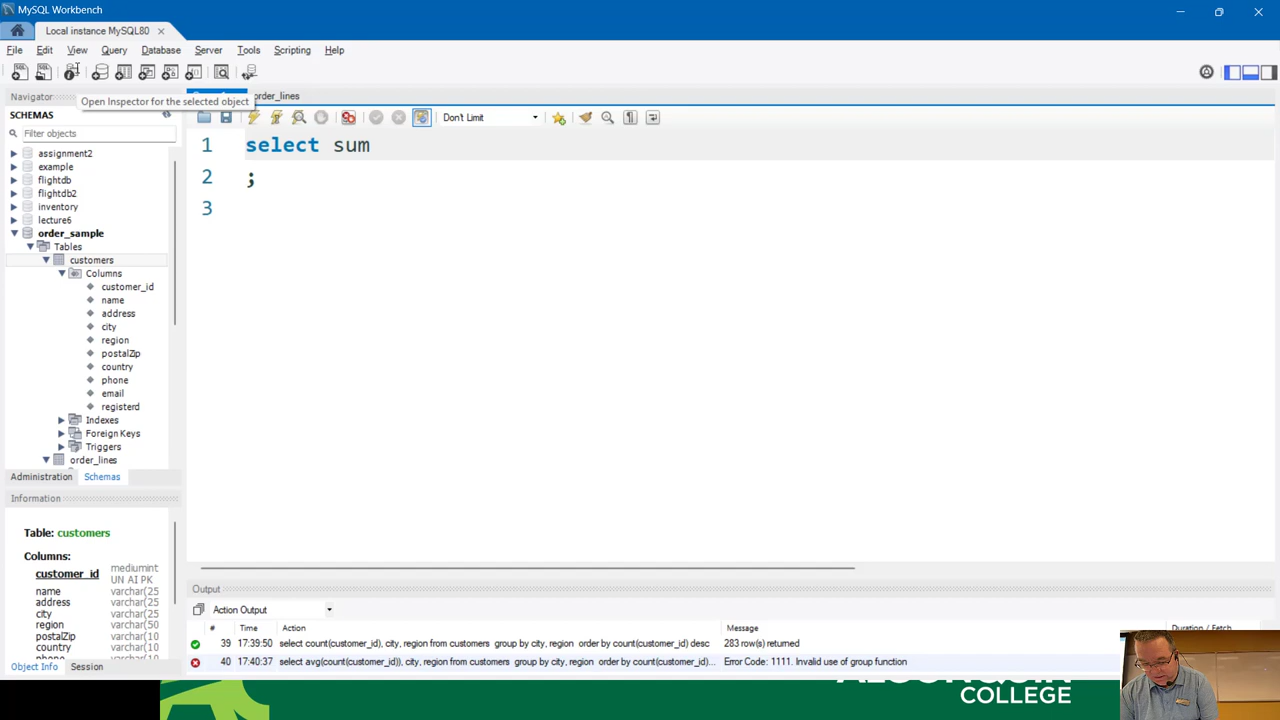 MySQL Workbench
Local instance MySQL80
File Edit View Query Database Server Tools Scripting Help
Navigator
Open Inspector for the selected object
order_lines
SCHEMAS
Don't Limit
Filter objects
1 select sum
2 ;
3
assignment2
example
flightdb
flightdb2
inventory
lecture6
order_sample
Tables
customers
Columns
customer_id
name
address
city
region
postalZip
country
phone
email
registerd
Indexes
Foreign Keys
Triggers
order_lines
Administration Schemas
Information
Table: customers
Columns:
customer_id mediumint UN AI PK
name varchar(25
address varchar(25
city varchar(25
region varchar(50
postalZip varchar(10
country varchar(10
Object Info Session
Output
Action Output
# Time Action Message Duration / Fetch
39 17:39:50 select count(customer_id), city, region from customers group by city, region order by count(customer_id) desc 283 row(s) returned
40 17:40:37 select avg(count(customer_id)), city, region from customers group by city, region order by count(customer_id)... Error Code: 1111. Invalid use of group function
COLLEGE